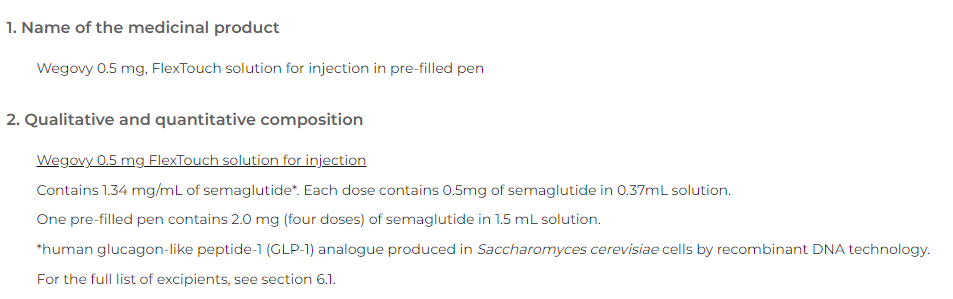 1. Name of the medicinal product
Wegovy 0.5 mg, FlexTouch solution for injection in pre-filled pen
2. Qualitative and quantitative composition
Wegovy 0.5 mg FlexTouch solution for injection
Contains 1.34 mg/mL of semaglutide*. Each dose contains 0.5mg of semaglutide in 0.37mL solution.
One pre-filled pen contains 2.0 mg (four doses) of semaglutide in 1.5 mL solution.
*human glucagon-like peptide-1 (GLP-1) analogue produced in Saccharomyces cerevisiae cells by recombinant DNA technology.
For the full list of excipients, see section 6.1.